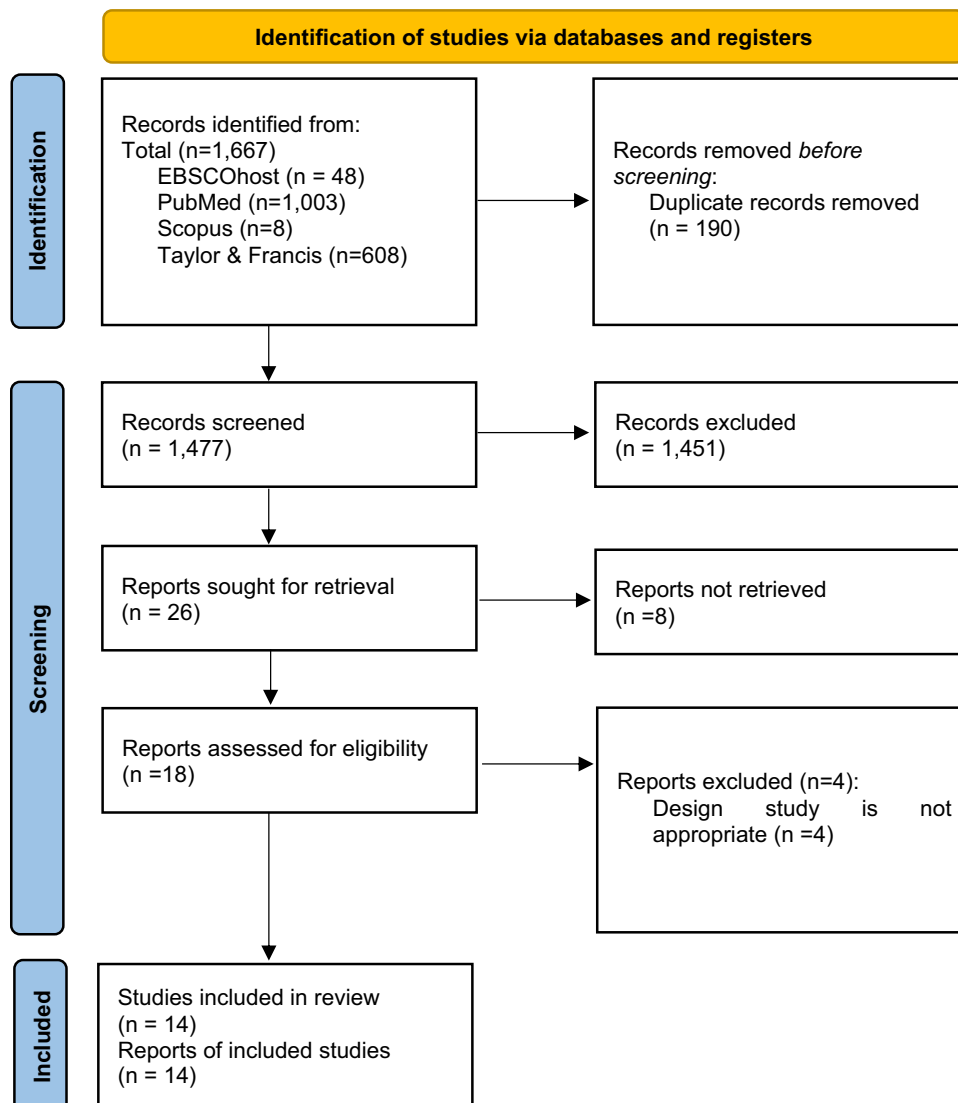 Identification of studies via databases and registers
Identification
Records identified from:
Total (n=1,667)
EBSCOhost (n = 48)
PubMed (n=1,003)
Scopus (n=8)
Taylor & Francis (n=608)
Records removed before
screening:
Duplicate records removed
(n = 190)
Screening
Records screened
(n = 1,477)
Records excluded
(n = 1,451)
Reports sought for retrieval
(n = 26)
Reports not retrieved
(n =8)
Reports assessed for eligibility
(n =18)
Reports excluded (n=4):
Design study is not
appropriate (n =4)
Included
Studies included in review
(n = 14)
Reports of included studies
(n = 14)